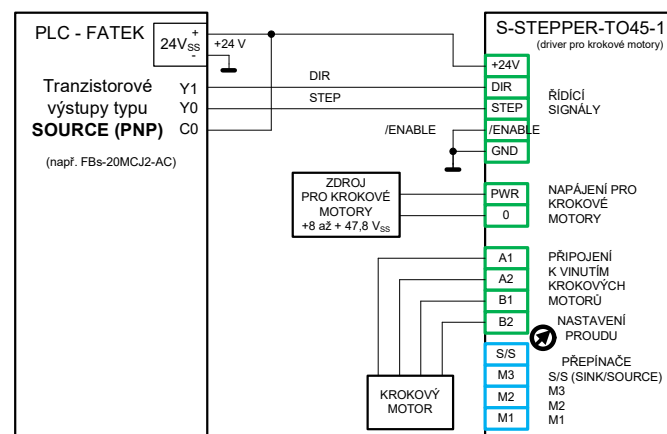 PLC - FATEK
24V SS
+
-
+24 V
Tranzistorové
výstupy typu
SOURCE (PNP)
(např. FBs-20MCJ2-AC)
Y1
Y0
C0
DIR
STEP
/ENABLE
S-STEPPER-TO45-1
(driver pro krokové motory)
+24V
DIR
STEP
/ENABLE
GND
ŘÍDÍCÍ
SIGNÁLY
ZDROJ
PRO KROKOVÉ
MOTORY
+8 až + 47,8 VSS
PWR
0
NAPÁJENÍ PRO
KROKOVÉ
MOTORY
A1
A2
B1
B2
PŘIPOJENÍ
K VINUTÍM
KROKOVÝCH
MOTORŮ
NASTAVENÍ
PROUDU
KROKOVÝ
MOTOR
S/S
M3
M2
M1
PŘEPÍNAČE
S/S (SINK/SOURCE)
M3
M2
M1